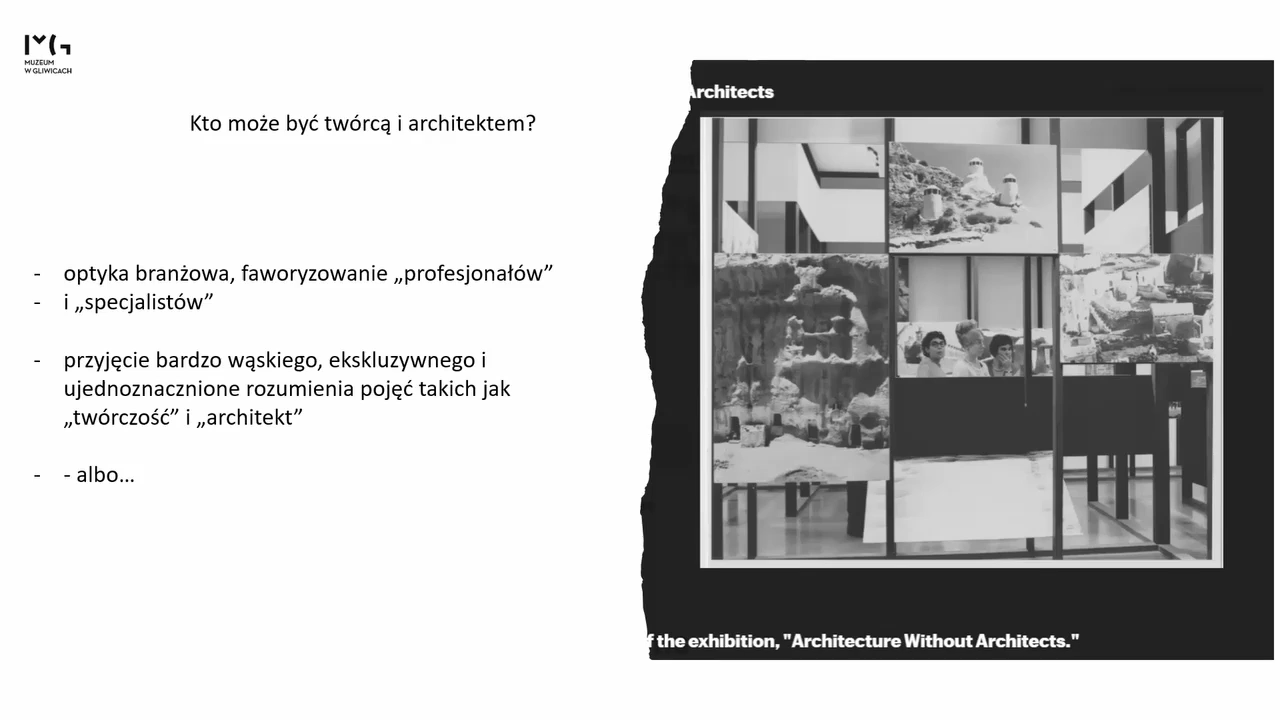 MUZEUM
W GLIWICACH
Kto może być twórcą i architektem?
- optyka branżowa, faworyzowanie „profesjonałów”
- i „specjalistów”
- przyjęcie bardzo wąskiego, ekskluzywnego i
ujednoznacznione rozumienia pojęć takich jak
„twórczość” i „architekt”
- - albo…
Architects
f the exhibition, "Architecture Without Architects."